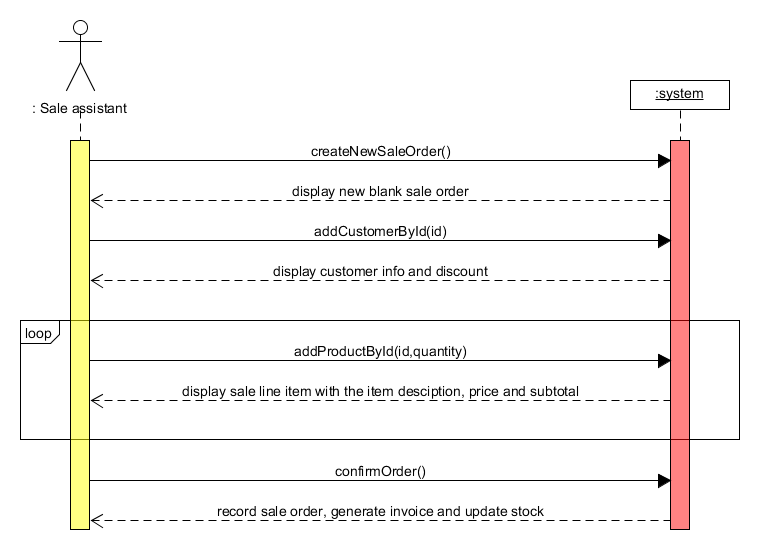 : Sale assistant
:system
createNewSaleOrder()
display new blank sale order
addCustomerById(id)
display customer info and discount
loop
addProductById(id,quantity)
display sale line item with the item desciption, price and subtotal
confirmOrder()
record sale order, generate invoice and update stock